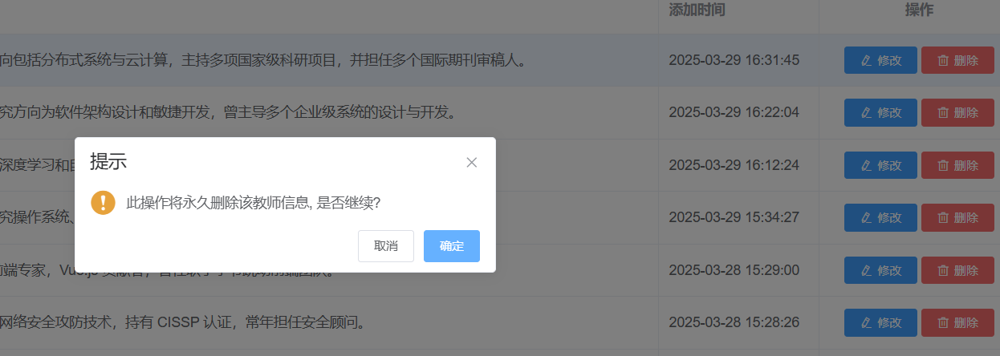 添加时间 操作
向包括分布式系统与云计算，主持多项国家级科研项目，并担任多个国际期刊审稿人。 2025-03-29 16:31:45 修改 删除
究方向为软件架构设计和敏捷开发，曾主导多个企业级系统的设计与开发。 2025-03-29 16:22:04 修改 删除
深度学习和 2025-03-29 16:12:24 修改 删除
提示
此操作将永久删除该教师信息, 是否继续?
取消 确定
究操作系统、 2025-03-29 15:34:27 修改 删除
端专家，Vue.js 2025-03-28 15:29:00 修改 删除
网络安全攻防技术，持有 CISSP 认证，常年担任安全顾问。 2025-03-28 15:28:26 修改 删除